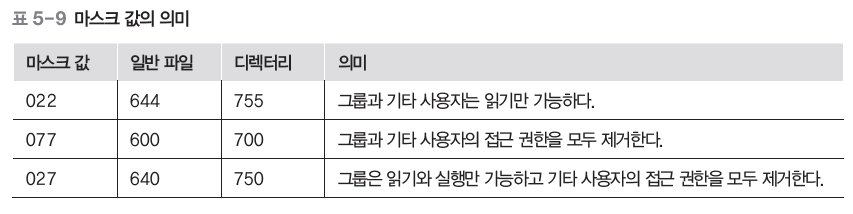 표 5-9 마스크 값의 의미
마스크 값 일반 파일 디렉터리 의미
022 644 755 그룹과 기타 사용자는 읽기만 가능하다.
077 600 700 그룹과 기타 사용자의 접근 권한을 모두 제거한다.
027 640 750 그룹은 읽기와 실행만 가능하고 기타 사용자의 접근 권한을 모두 제거한다.